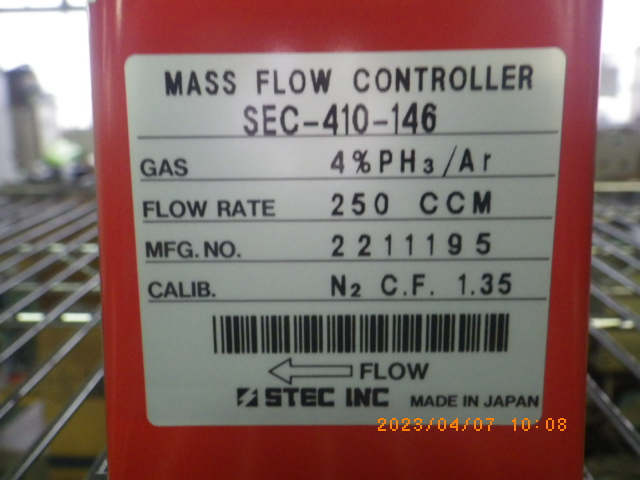 MASS FLOW CONTROLLER
SEC-410-146
GAS 4%PH₃/Ar
FLOW RATE 250 CCM
MFG.NO. 2211195
CALIB. N₂ C.F. 1.35
FLOW
STEC INC MADE IN JAPAN
2023/04/07 10:08